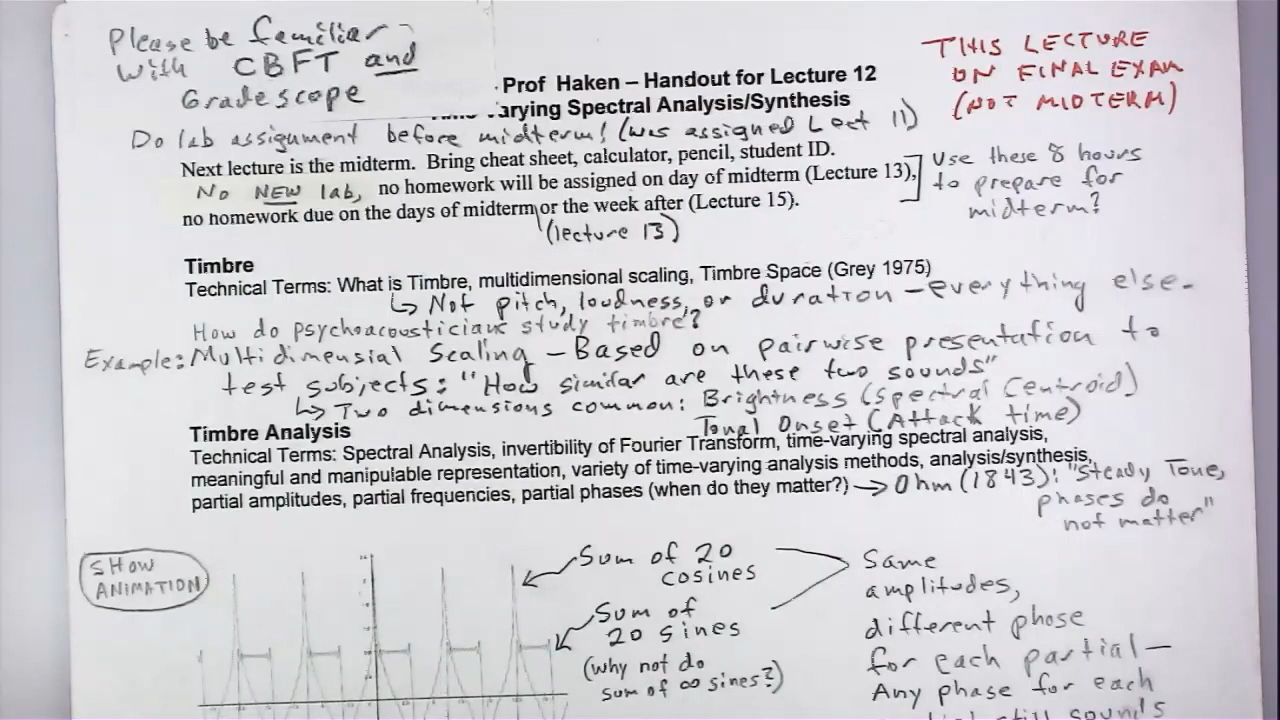 Please be familiar
with CBFT and
Gradescope
THIS LECTURE
ON FINAL EXAM
(NOT MIDTERM)
Prof Haken – Handout for Lecture 12
arying Spectral Analysis/Synthesis
Do lab assignment before midterm! (was assigned Lect 11)
Next lecture is the midterm. Bring cheat sheet, calculator, pencil, student ID.
No NEW lab, no homework will be assigned on day of midterm (Lecture 13),
no homework due on the days of midterm or the week after (Lecture 15).
(lecture 13)
Use these 8 hours
to prepare for
midterm?
Timbre
Technical Terms: What is Timbre, multidimensional scaling, Timbre Space (Grey 1975)
↳ Not pitch, loudness, or duration – everything else.
How do psychoacousticians study timbre?
Example: Multidimensial Scaling – Based on pairwise presentation to
test subjects: "How similar are these two sounds"
↳ Two dimensions common: Brightness (Spectral Centroid)
Tonal Onset (Attack time)
Timbre Analysis
Technical Terms: Spectral Analysis, invertibility of Fourier Transform, time-varying spectral analysis,
meaningful and manipulable representation, variety of time-varying analysis methods, analysis/synthesis,
partial amplitudes, partial frequencies, partial phases (when do they matter?) → Ohm (1843): "Steady Tone,
phases do
not matter"
SHOW
ANIMATION
Sum of 20
cosines
Sum of
20 sines
(why not do
sum of ∞ sines?)
Same
amplitudes,
different phose
for each partial –
Any phase for each
still sounds